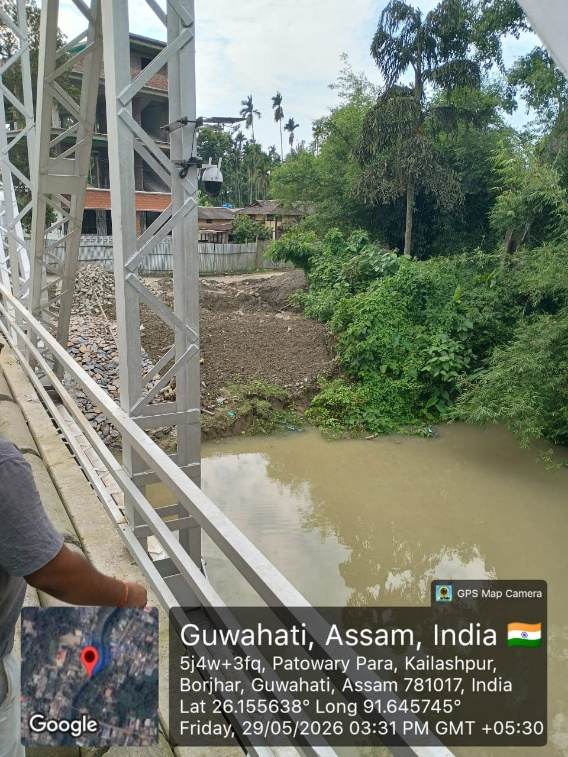 GPS Map Camera
Guwahati, Assam, India
5j4w+3fq, Patowary Para, Kailashpur,
Borjhar, Guwahati, Assam 781017, India
Lat 26.155638° Long 91.645745°
Friday, 29/05/2026 03:31 PM GMT +05:30
Google